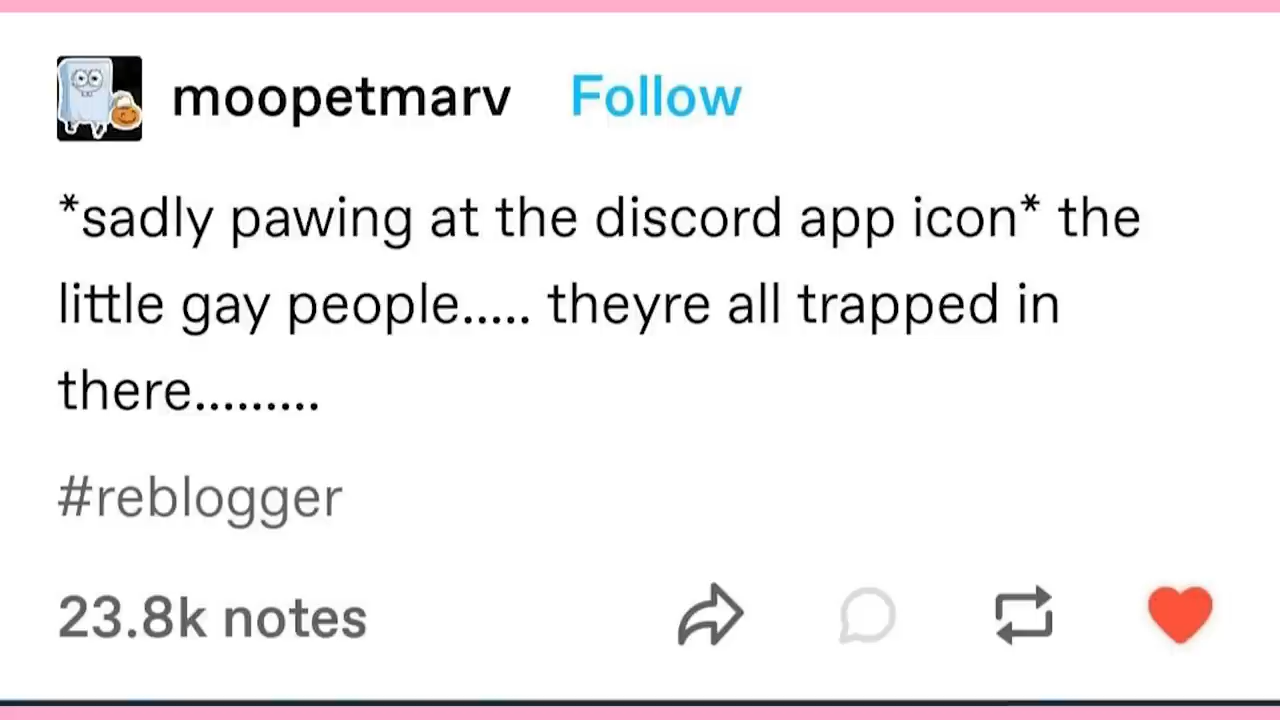 moopetmarv Follow
*sadly pawing at the discord app icon* the
little gay people..... theyre all trapped in
there.........
#reblogger
23.8k notes